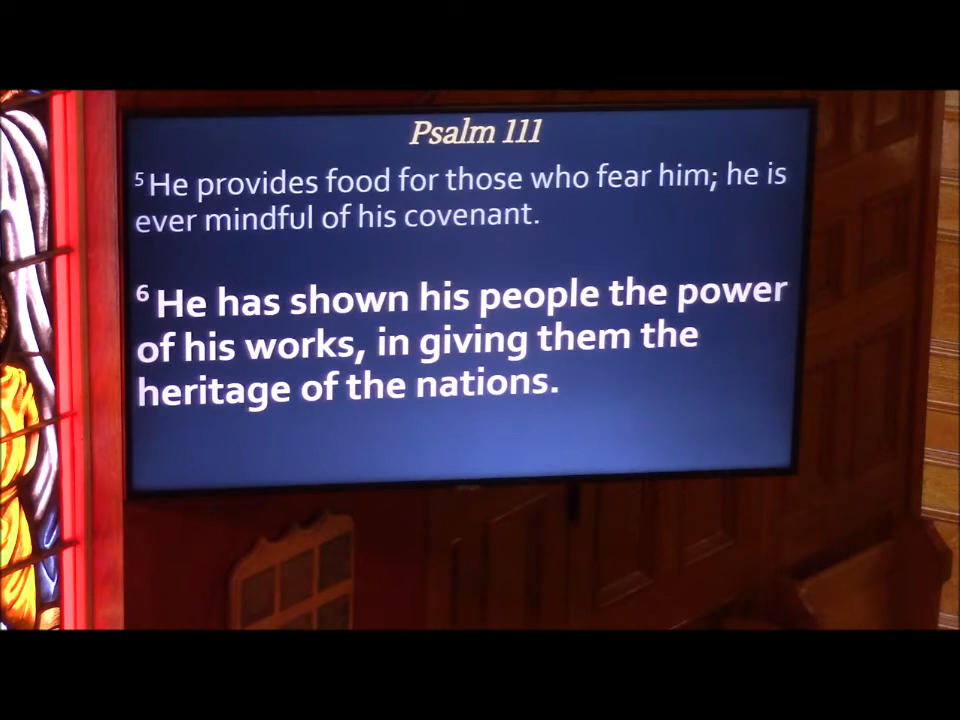 Psalm 111
5 He provides food for those who fear him; he is
ever mindful of his covenant.
6 He has shown his people the power
of his works, in giving them the
heritage of the nations.